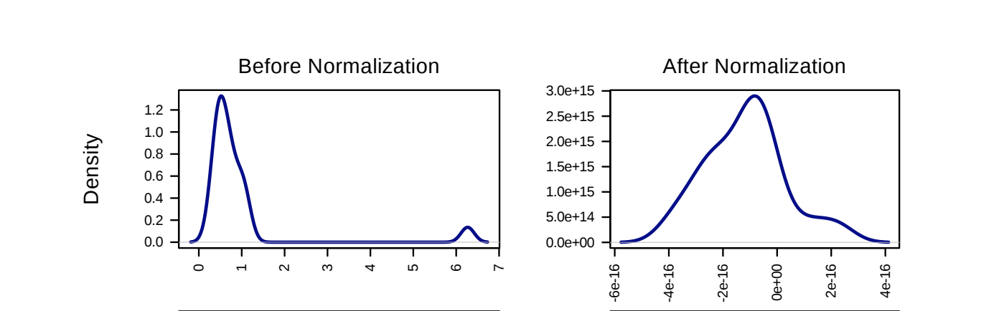 Before Normalization
After Normalization
Density
1.2
1.0
0.8
0.6
0.4
0.2
0.0
0
1
2
3
4
5
6
7
3.0e+15
2.5e+15
2.0e+15
1.5e+15
1.0e+15
5.0e+14
0.0e+00
-6e-16
-4e-16
-2e-16
0e+00
2e-16
4e-16